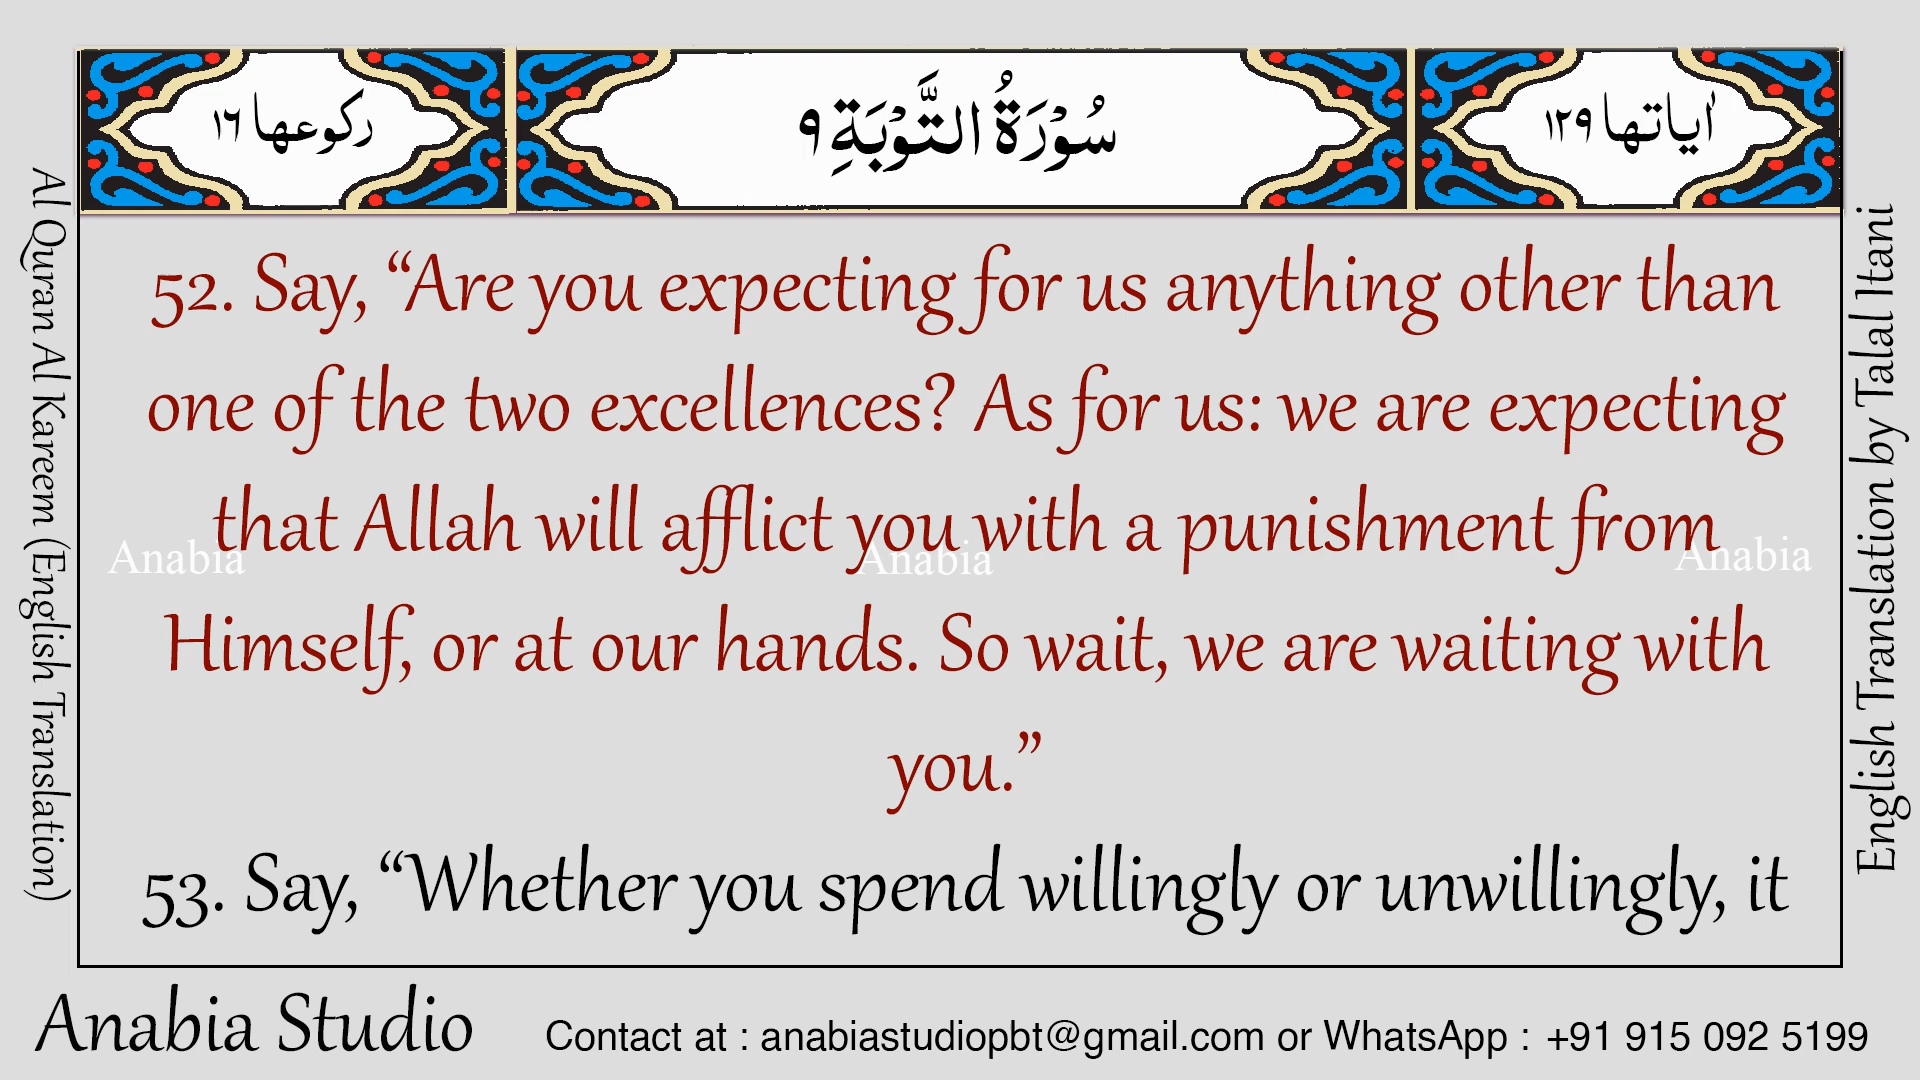 اٰياتها ١٢٩
سُوْرَةُ التَّوْبَةِ ٩
ركوعها ١٦
Al Quran Al Kareem (English Translation)
English Translation by Talal Itani
52. Say, “Are you expecting for us anything other than
one of the two excellences? As for us: we are expecting
that Allah will afflict you with a punishment from
Anabia Anabia Anabia
Himself, or at our hands. So wait, we are waiting with
you.”
53. Say, “Whether you spend willingly or unwillingly, it
Anabia Studio
Contact at : anabiastudiopbt@gmail.com or WhatsApp : +91 915 092 5199